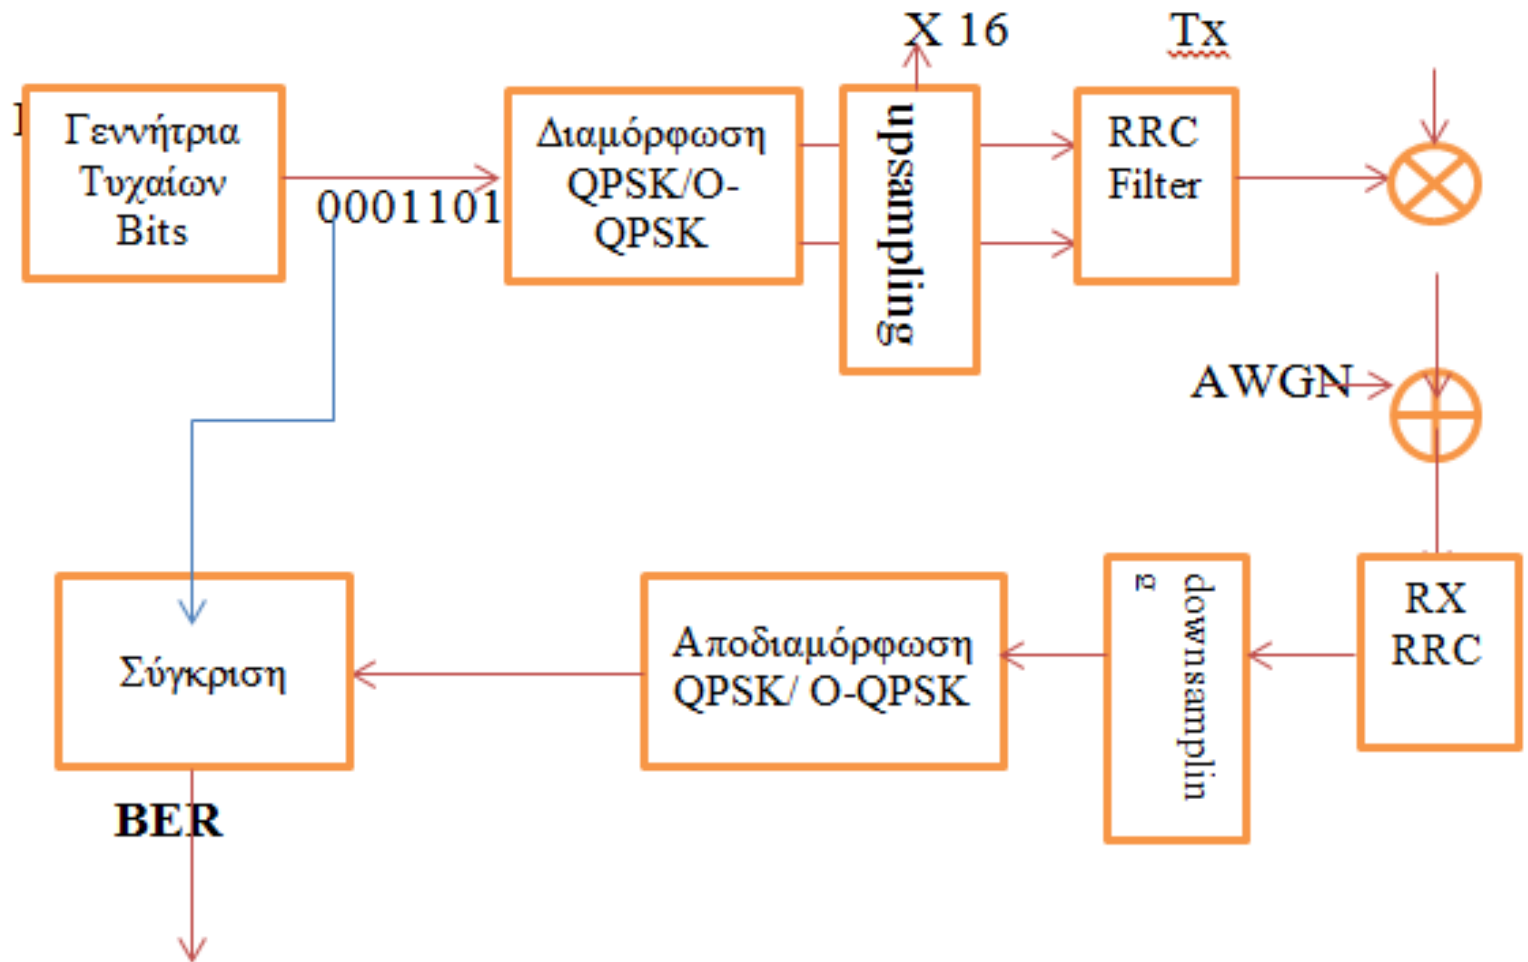 X 16
Tx
Γεννήτρια
Τυχαίων
Bits
0001101
Διαμόρφωση
QPSK/O-
QPSK
upsampling
RRC
Filter
AWGN
RX
RRC
downsamplin
g
Αποδιαμόρφωση
QPSK/ O-QPSK
Σύγκριση
BER